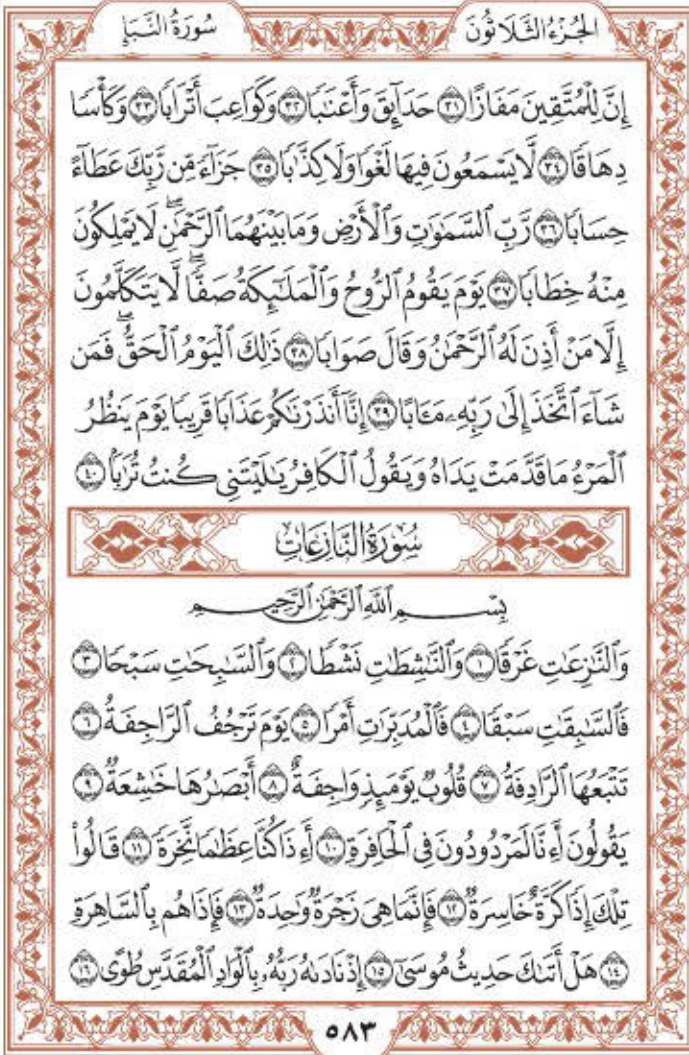 سُورَةُ النَّبَإِ
الجُزْءُ الثَّلَاثُونَ
إِنَّ لِلْمُتَّقِينَ مَفَازًا ٣١ حَدَآئِقَ وَأَعْنَٰبًا ٣٢ وَكَوَاعِبَ أَتْرَابًا ٣٣ وَكَأْسًا
دِهَاقًا ٣٤ لَّا يَسْمَعُونَ فِيهَا لَغْوًا وَلَا كِذَّٰبًا ٣٥ جَزَآءً مِّن رَّبِّكَ عَطَآءً
حِسَابًا ٣٦ رَّبِّ ٱلسَّمَٰوَٰتِ وَٱلْأَرْضِ وَمَا بَيْنَهُمَا ٱلرَّحْمَٰنِۖ لَا يَمْلِكُونَ
مِنْهُ خِطَابًا ٣٧ يَوْمَ يَقُومُ ٱلرُّوحُ وَٱلْمَلَٰٓئِكَةُ صَفًّاۖ لَّا يَتَكَلَّمُونَ
إِلَّا مَنْ أَذِنَ لَهُ ٱلرَّحْمَٰنُ وَقَالَ صَوَابًا ٣٨ ذَٰلِكَ ٱلْيَوْمُ ٱلْحَقُّۖ فَمَن
شَآءَ ٱتَّخَذَ إِلَىٰ رَبِّهِۦ مَـَٔابًا ٣٩ إِنَّآ أَنذَرْنَٰكُمْ عَذَابًا قَرِيبًا يَوْمَ يَنظُرُ
ٱلْمَرْءُ مَا قَدَّمَتْ يَدَاهُ وَيَقُولُ ٱلْكَافِرُ يَٰلَيْتَنِى كُنتُ تُرَٰبًۢا ٤٠
سُورَةُ النَّازِعَاتِ
بِسْمِ ٱللَّهِ ٱلرَّحْمَٰنِ ٱلرَّحِيمِ
وَٱلنَّٰزِعَٰتِ غَرْقًا ١ وَٱلنَّٰشِطَٰتِ نَشْطًا ٢ وَٱلسَّٰبِحَٰتِ سَبْحًا ٣
فَٱلسَّٰبِقَٰتِ سَبْقًا ٤ فَٱلْمُدَبِّرَٰتِ أَمْرًا ٥ يَوْمَ تَرْجُفُ ٱلرَّاجِفَةُ ٦
تَتْبَعُهَا ٱلرَّادِفَةُ ٧ قُلُوبٌ يَوْمَئِذٍ وَاجِفَةٌ ٨ أَبْصَٰرُهَا خَٰشِعَةٌ ٩
يَقُولُونَ أَءِنَّا لَمَرْدُودُونَ فِى ٱلْحَافِرَةِ ١٠ أَءِذَا كُنَّا عِظَٰمًا نَّخِرَةً ١١ قَالُوا۟
تِلْكَ إِذًا كَرَّةٌ خَاسِرَةٌ ١٢ فَإِنَّمَا هِىَ زَجْرَةٌ وَٰحِدَةٌ ١٣ فَإِذَا هُم بِٱلسَّاهِرَةِ
١٤ هَلْ أَتَىٰكَ حَدِيثُ مُوسَىٰٓ ١٥ إِذْ نَادَىٰهُ رَبُّهُۥ بِٱلْوَادِ ٱلْمُقَدَّسِ طُوًى ١٦
٥٨٣